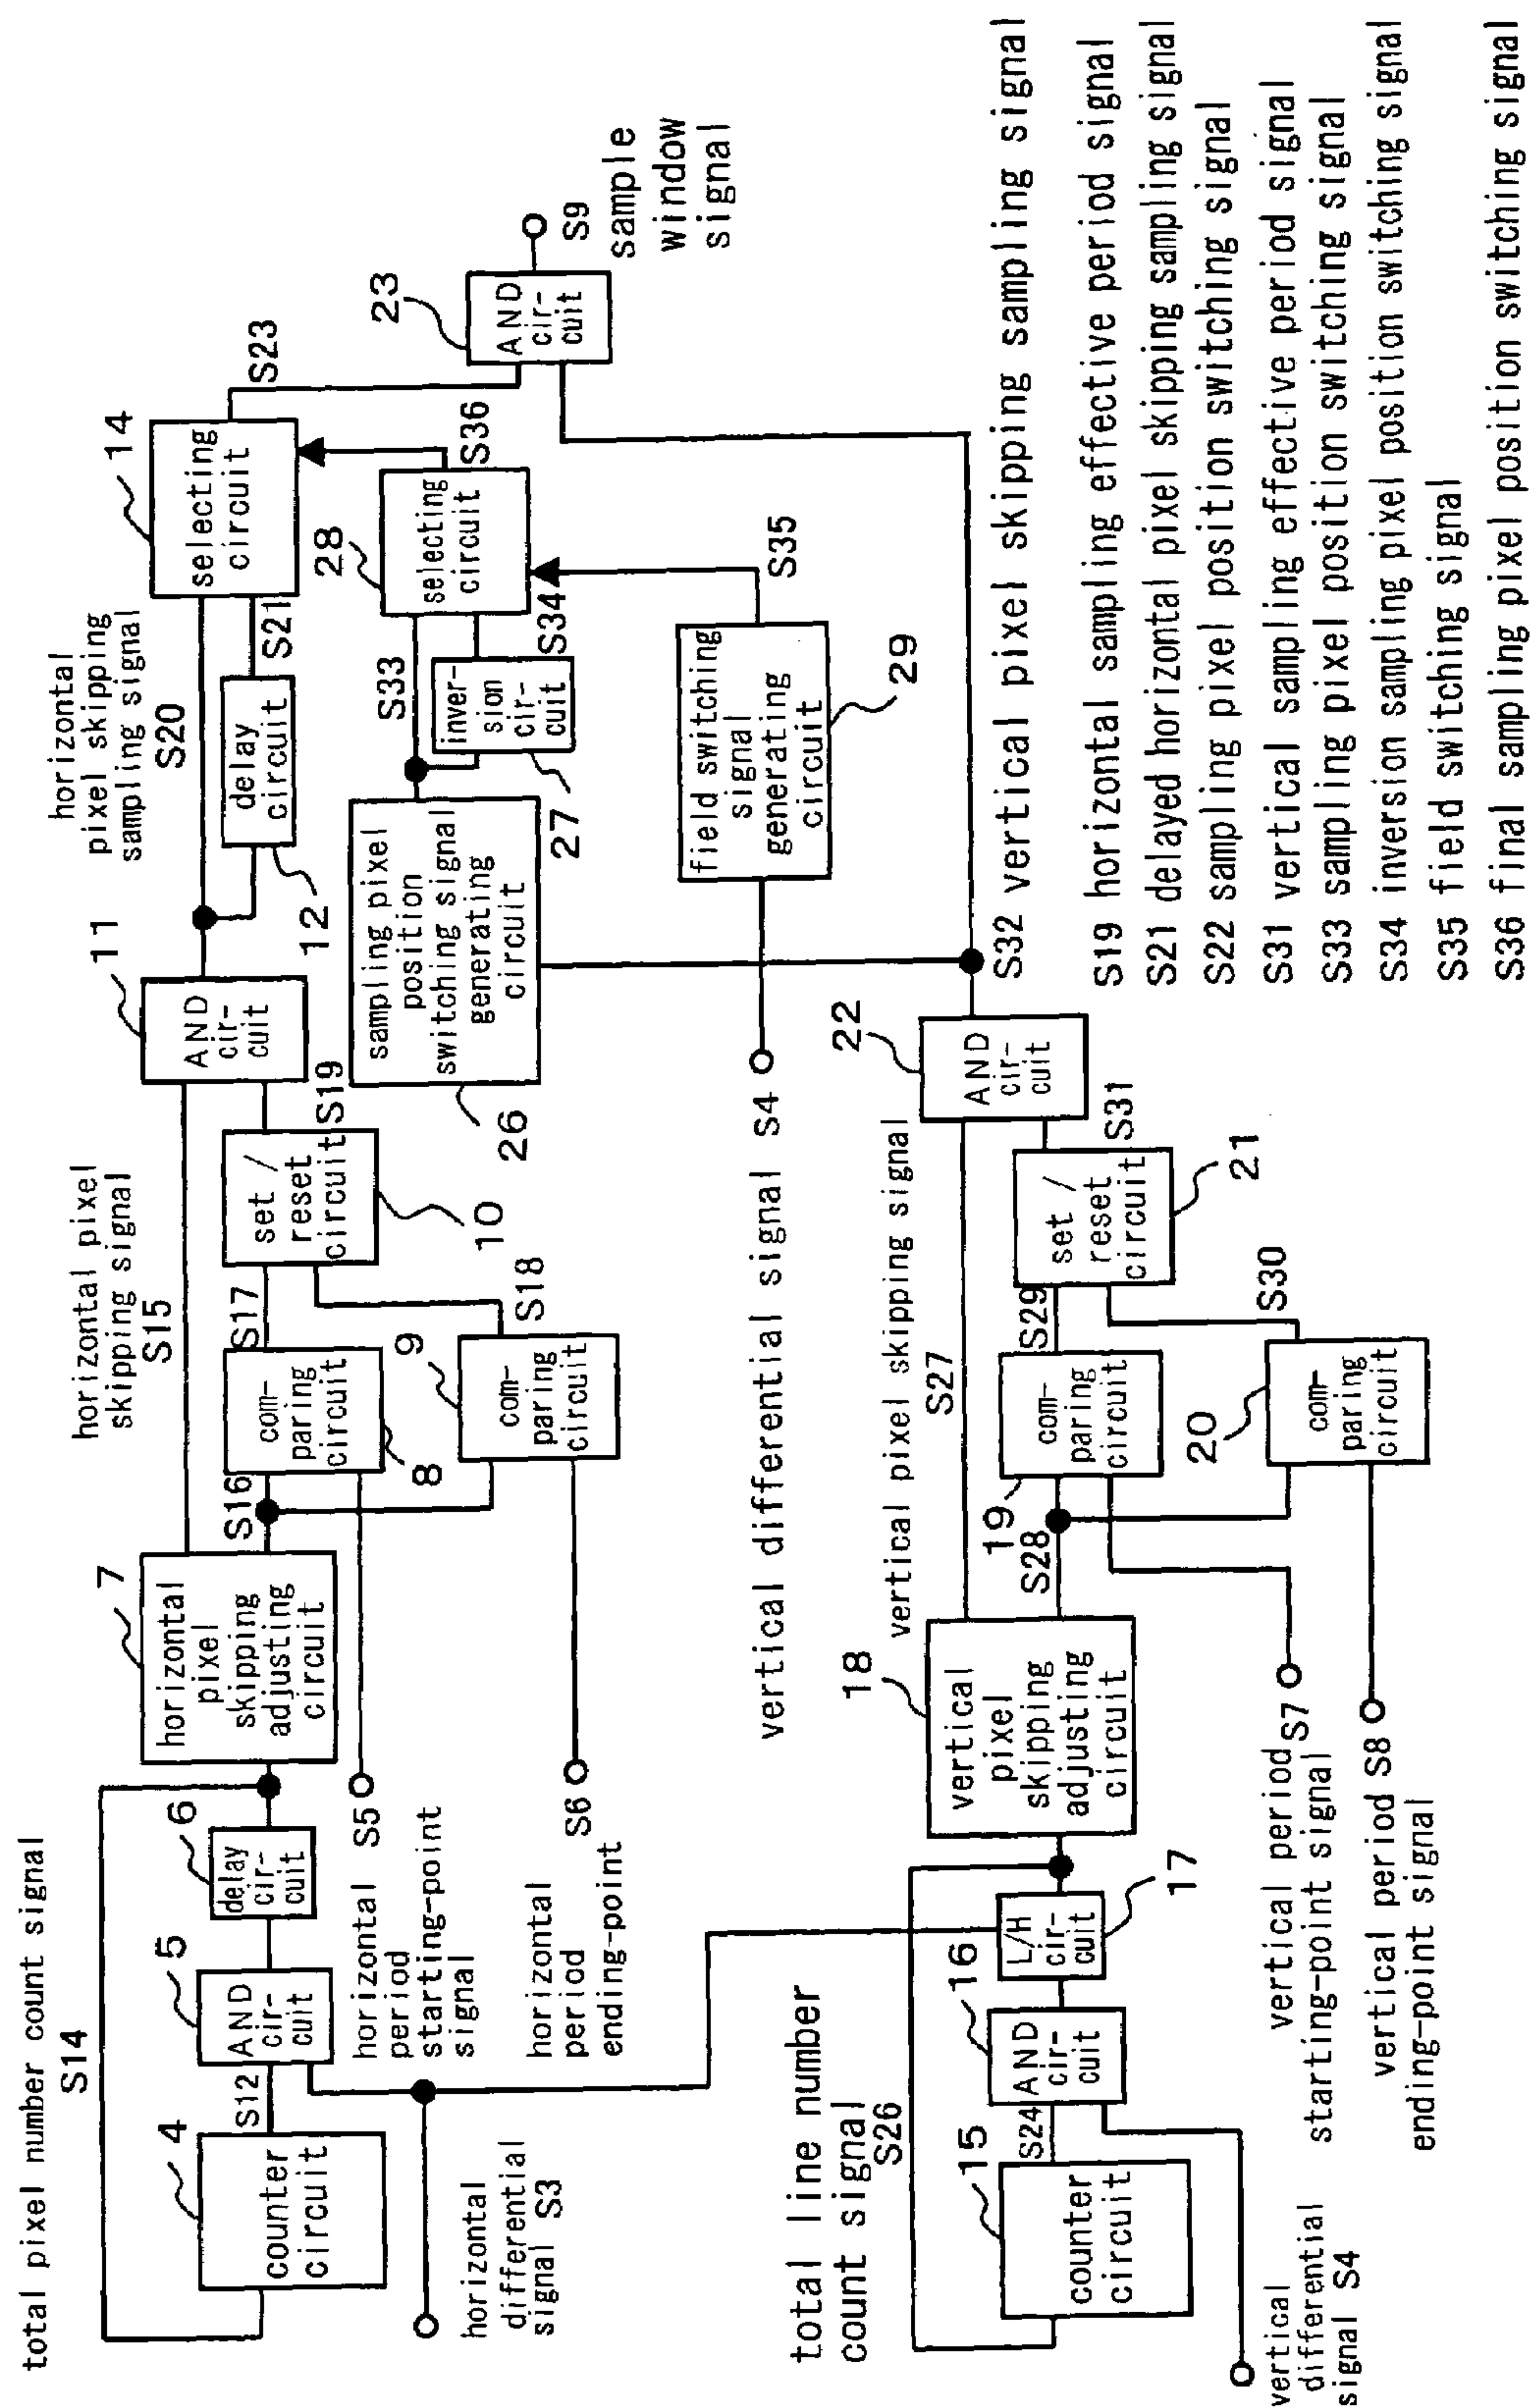 total pixel number count signal
S14
4
counter
circuit
S12
5
AND
cir-
cuit
6
delay
cir-
cuit
horizontal
differential
signal S3
7
horizontal
pixel
skipping
adjusting
circuit
S5
horizontal
period
starting-point
signal
S6
horizontal
period
ending-point
horizontal pixel
skipping signal
S15
S16
com-
paring
circuit
8
S17
9
com-
paring
circuit
S18
set /
reset
circuit
10
S19
11
AND
cir-
cuit
horizontal
pixel skipping
sampling signal
S20
delay
circuit
12
S21
14
selecting
circuit
S23
sampling pixel
position
switching signal
generating
circuit
26
S33
inver-
sion
cir-
cuit
27
S34
28
selecting
circuit
S36
field switching
signal
generating
circuit
29
S35
23
AND
cir-
cuit
S9
sample
window
signal
vertical differential signal S4
total line number
count signal
S26
15
counter
circuit
S24
16
AND
cir-
cuit
L/H
cir-
cuit
17
vertical
differential
signal S4
18
vertical
pixel
skipping
adjusting
circuit
vertical period S7
starting-point signal
vertical period S8
ending-point signal
vertical pixel skipping signal
S27
S28
19
com-
paring
circuit
S29
20
com-
paring
circuit
S30
set /
reset
circuit
21
S31
22
AND
cir-
cuit
S32 vertical pixel skipping sampling signal
S19 horizontal sampling effective period signal
S21 delayed horizontal pixel skipping sampling signal
S22 sampling pixel position switching signal
S31 vertical sampling effective period signal
S33 sampling pixel position switching signal
S34 inversion sampling pixel position switching signal
S35 field switching signal
S36 final sampling pixel position switching signal